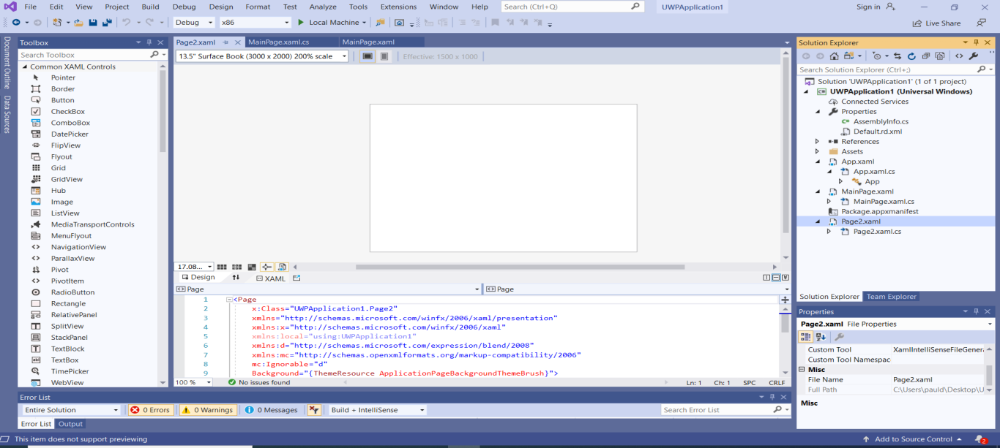 File Edit View Project Build Debug Design Format Test Analyze Tools Extensions Window Help Search (Ctrl+Q) UWPApplication1 Sign in
Debug x86 Local Machine Live Share
Document Outline
Data Sources
Toolbox
Search Toolbox
Common XAML Controls
Pointer
Border
Button
CheckBox
ComboBox
DatePicker
FlipView
Flyout
Grid
GridView
Hub
Image
ListView
MediaTransportControls
MenuFlyout
NavigationView
ParallaxView
Pivot
PivotItem
RadioButton
Rectangle
RelativePanel
SplitView
StackPanel
TextBlock
TextBox
TimePicker
WebView
Page2.xaml MainPage.xaml.cs MainPage.xaml
13.5" Surface Book (3000 x 2000) 200% scale Effective: 1500 x 1000
17.08...
Design XAML
Page Page
1 <Page
2 x:Class="UWPApplication1.Page2"
3 xmlns="http://schemas.microsoft.com/winfx/2006/xaml/presentation"
4 xmlns:x="http://schemas.microsoft.com/winfx/2006/xaml"
5 xmlns:local="using:UWPApplication1"
6 xmlns:d="http://schemas.microsoft.com/expression/blend/2008"
7 xmlns:mc="http://schemas.openxmlformats.org/markup-compatibility/2006"
8 mc:Ignorable="d"
9 Background="{ThemeResource ApplicationPageBackgroundThemeBrush}">
100 % No issues found Ln: 1 Ch: 1 SPC CRLF
Solution Explorer
Search Solution Explorer (Ctrl+;)
Solution 'UWPApplication1' (1 of 1 project)
UWPApplication1 (Universal Windows)
Connected Services
Properties
AssemblyInfo.cs
Default.rd.xml
References
Assets
App.xaml
App.xaml.cs
App
MainPage.xaml
MainPage.xaml.cs
Package.appxmanifest
Page2.xaml
Page2.xaml.cs
Solution Explorer Team Explorer
Properties
Page2.xaml File Properties
Custom Tool XamlIntelliSenseFileGenera
Custom Tool Namespac
Misc
File Name Page2.xaml
Full Path C:\Users\pauld\Desktop\U
Misc
Error List
Entire Solution 0 Errors 0 Warnings 0 Messages Build + IntelliSense Search Error List
Error List Output
This item does not support previewing Add to Source Control 2